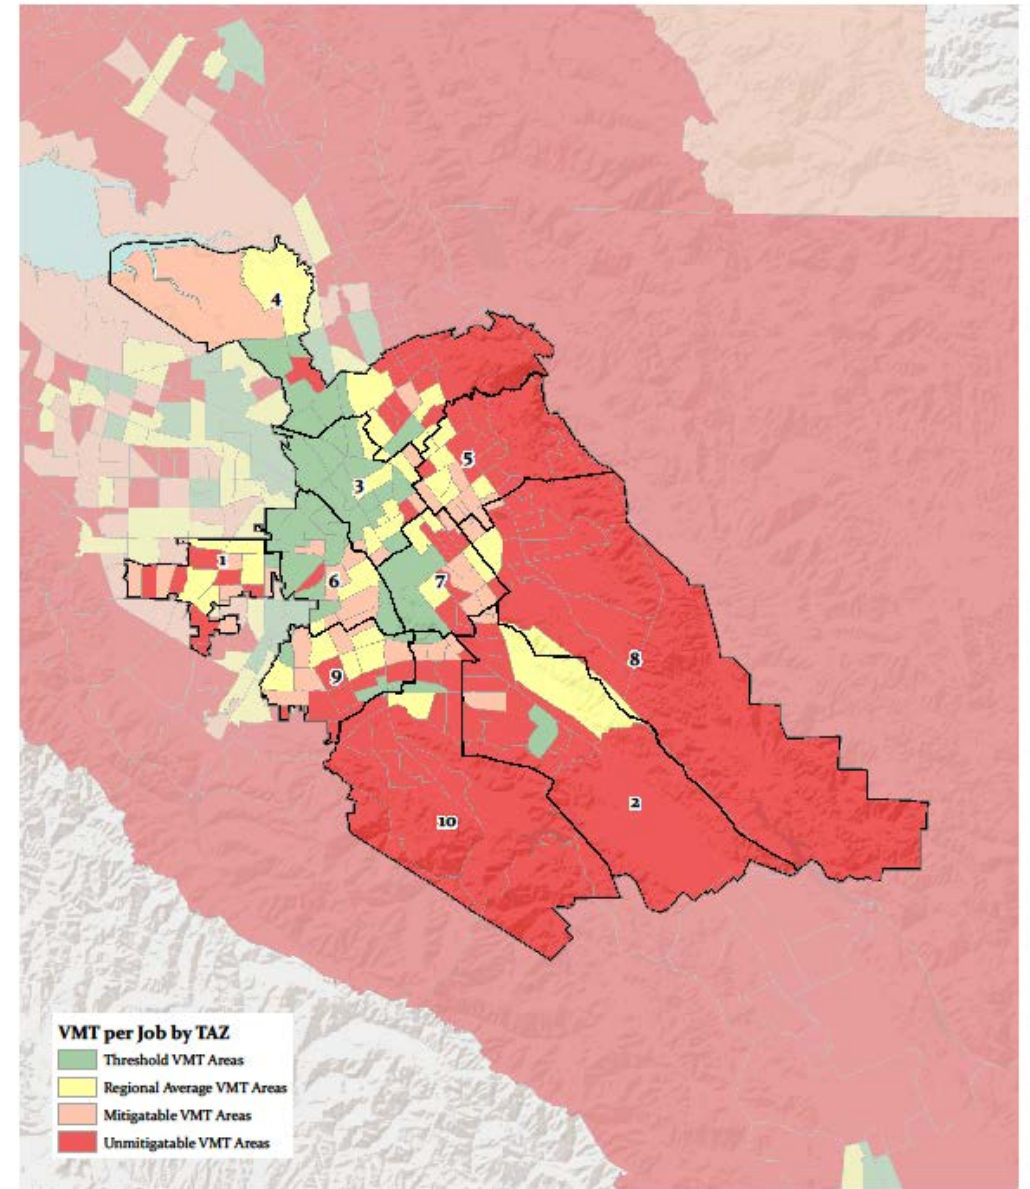 4
5
3
1
6
7
8
9
2
10
VMT per Job by TAZ
Threshold VMT Areas
Regional Average VMT Areas
Mitigatable VMT Areas
Unmitigatable VMT Areas